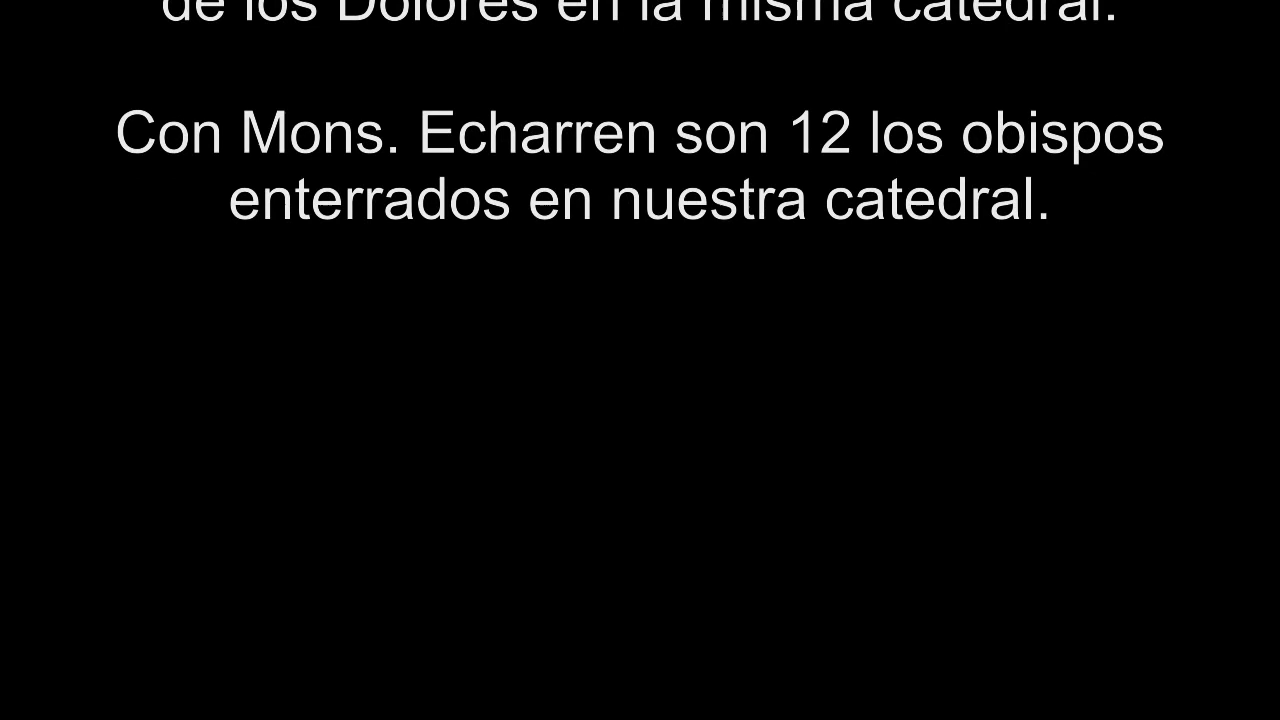 de los Dolores en la misma catedral.
Con Mons. Echarren son 12 los obispos
enterrados en nuestra catedral.